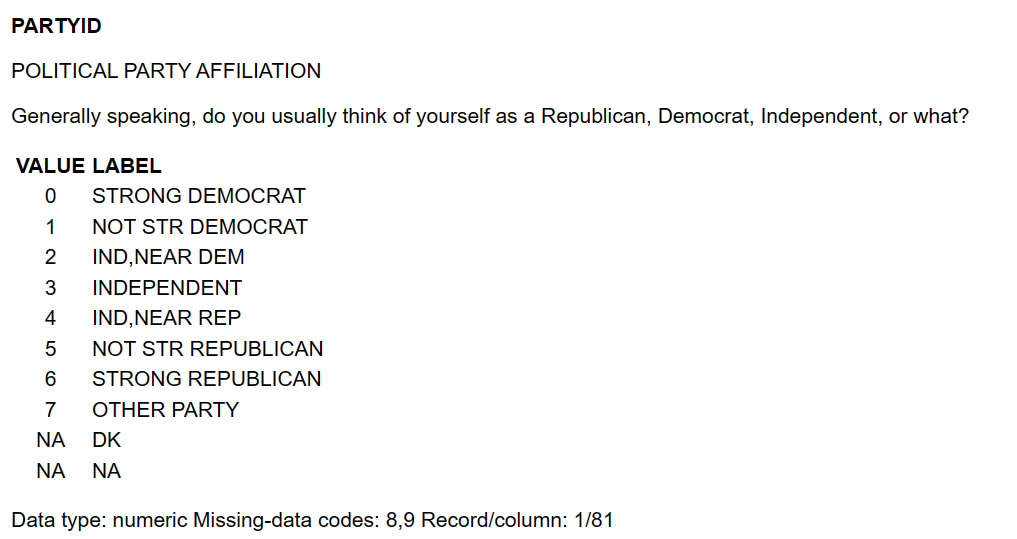 PARTYID
POLITICAL PARTY AFFILIATION
Generally speaking, do you usually think of yourself as a Republican, Democrat, Independent, or what?
VALUE LABEL
0 STRONG DEMOCRAT
1 NOT STR DEMOCRAT
2 IND,NEAR DEM
3 INDEPENDENT
4 IND,NEAR REP
5 NOT STR REPUBLICAN
6 STRONG REPUBLICAN
7 OTHER PARTY
NA DK
NA NA
Data type: numeric Missing-data codes: 8,9 Record/column: 1/81